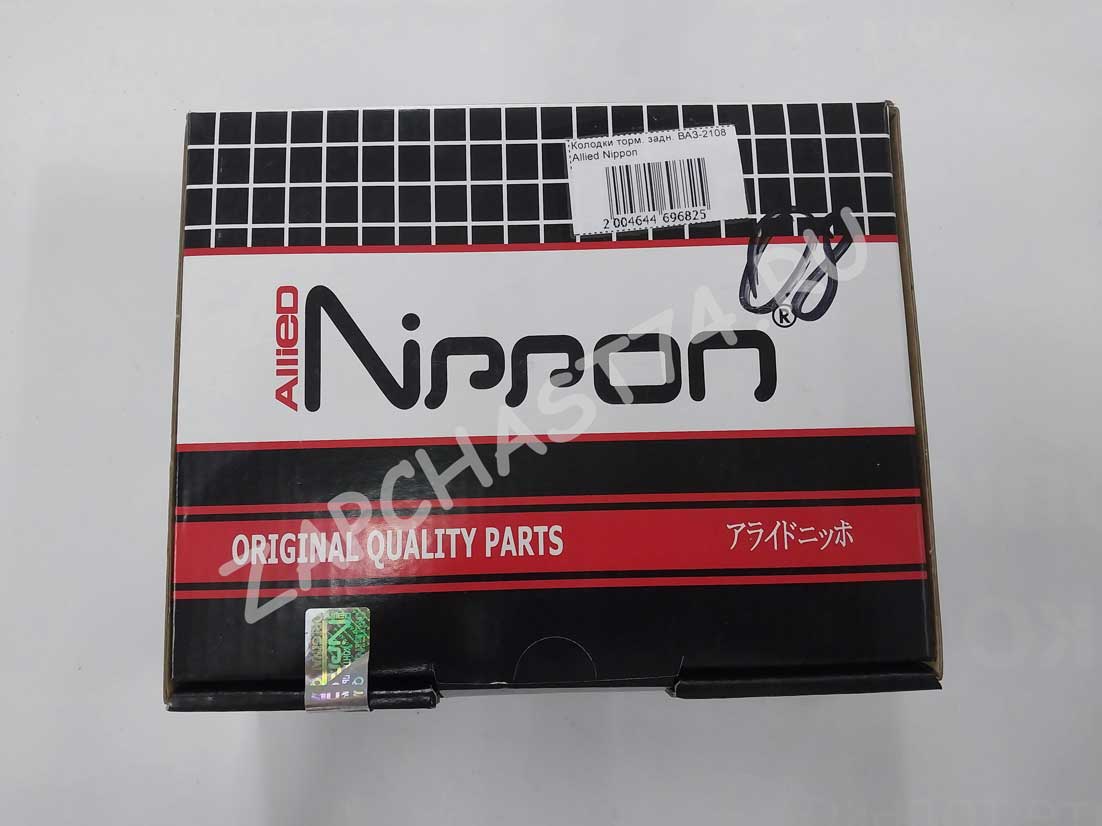 Колодки торм. задн. ВАЗ-2108
Allied Nippon
2 004644 696825
ALLIED
Nippon
®
ZAPCHAST74.RU
ORIGINAL QUALITY PARTS
アライドニッポ